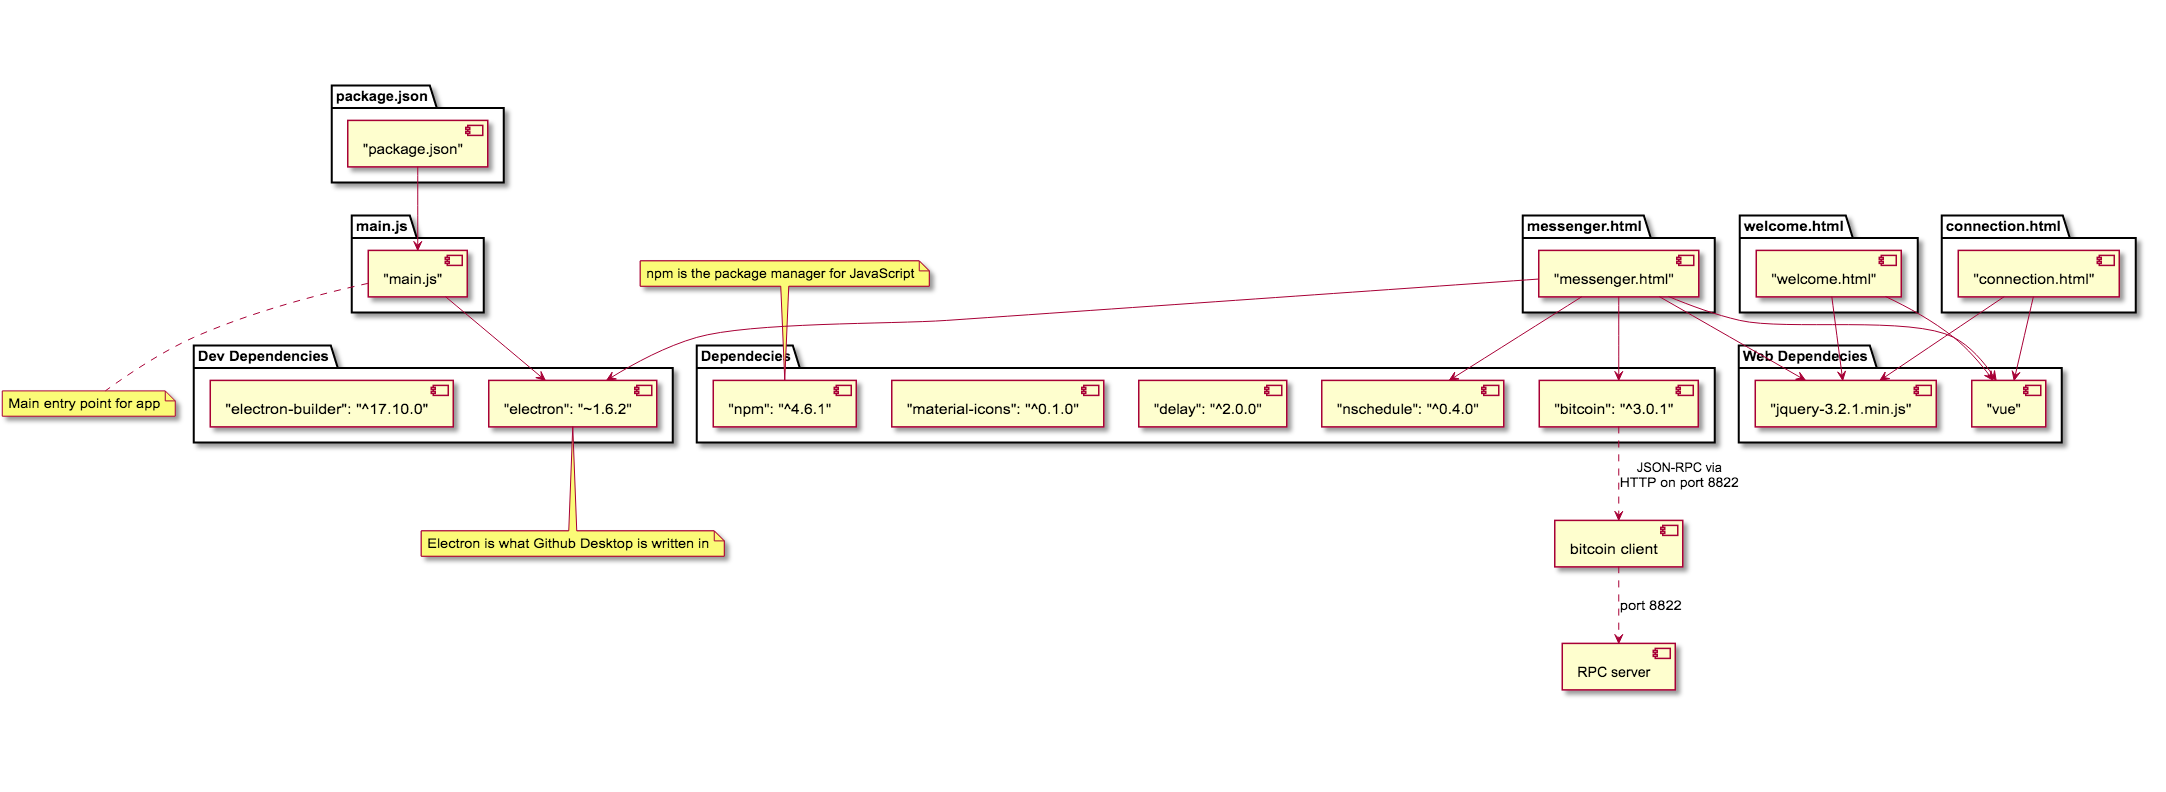 package.json
"package.json"
main.js
"main.js"
npm is the package manager for JavaScript
messenger.html
"messenger.html"
welcome.html
"welcome.html"
connection.html
"connection.html"
Main entry point for app
Dev Dependencies
"electron-builder": "^17.10.0"
"electron": "~1.6.2"
Dependecies
"npm": "^4.6.1"
"material-icons": "^0.1.0"
"delay": "^2.0.0"
"nschedule": "^0.4.0"
"bitcoin": "^3.0.1"
Web Dependecies
"jquery-3.2.1.min.js"
"vue"
JSON-RPC via
HTTP on port 8822
Electron is what Github Desktop is written in
bitcoin client
port 8822
RPC server